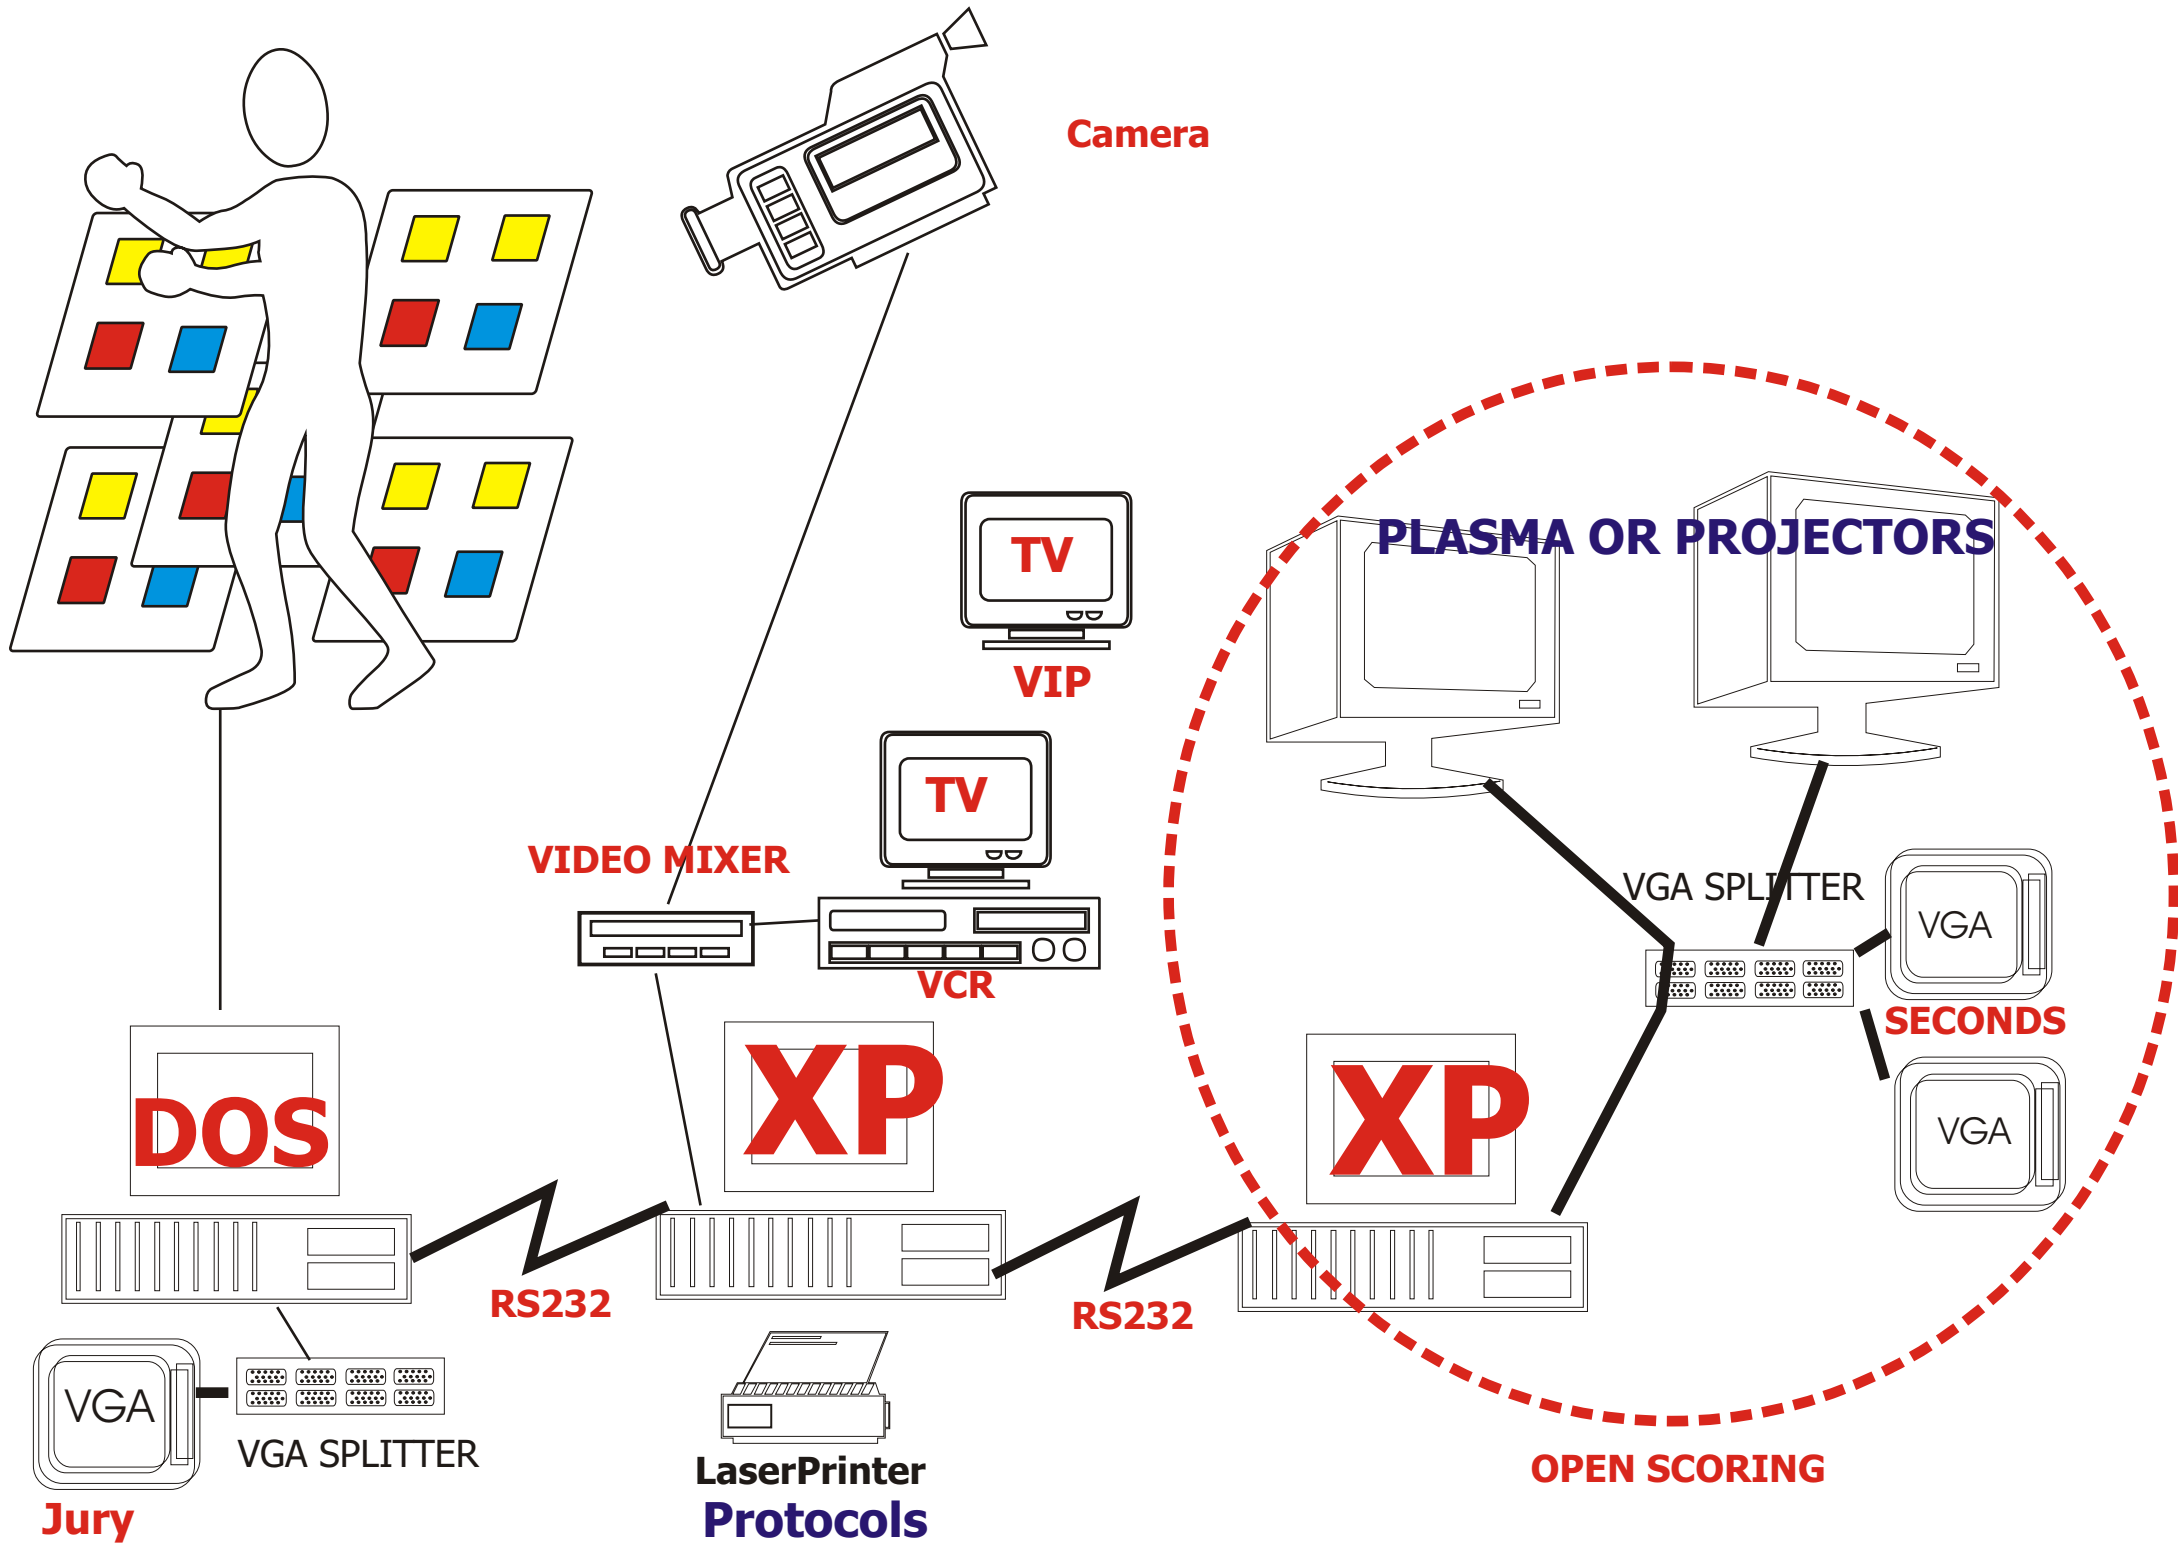 Camera
TV
VIP
PLASMA OR PROJECTORS
TV
VIDEO MIXER
VCR
VGA SPLITTER
VGA
SECONDS
VGA
DOS
XP
XP
RS232
RS232
VGA
VGA SPLITTER
Jury
LaserPrinter
Protocols
OPEN SCORING